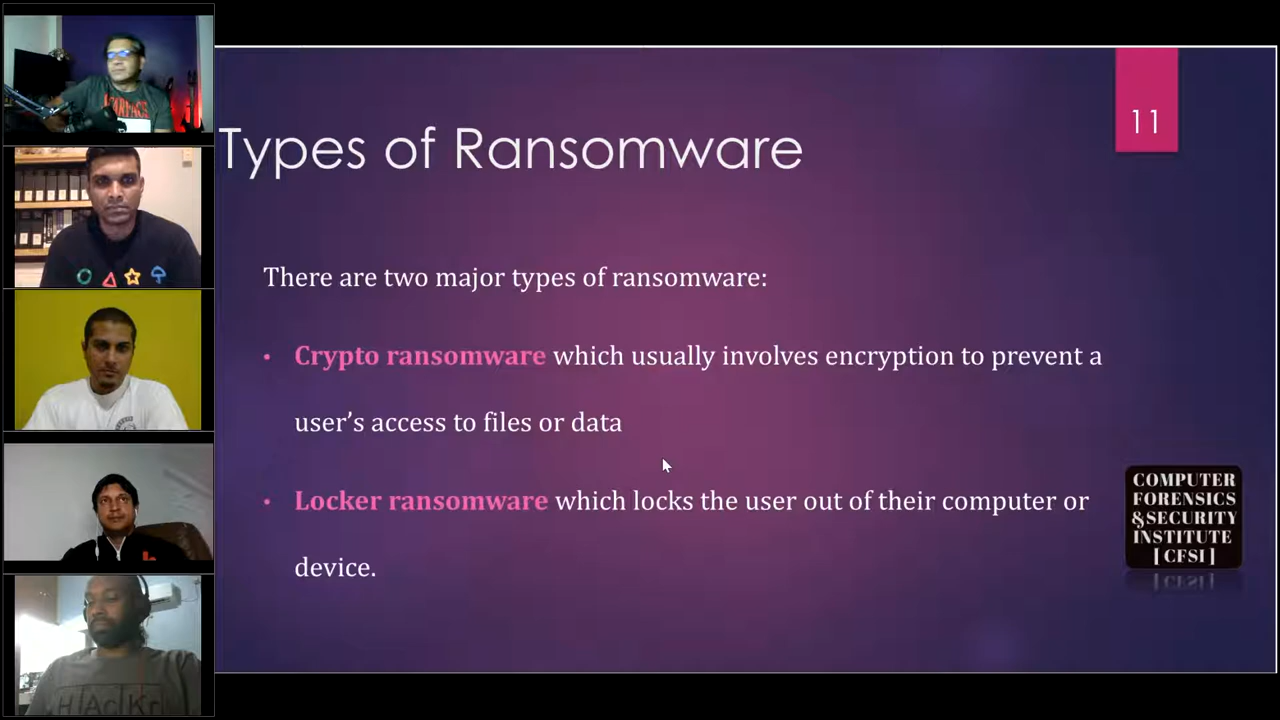 11
Types of Ransomware
There are two major types of ransomware:
• Crypto ransomware which usually involves encryption to prevent a
user’s access to files or data
• Locker ransomware which locks the user out of their computer or
device.
COMPUTER
FORENSICS
&SECURITY
INSTITUTE
[ CFSI ]